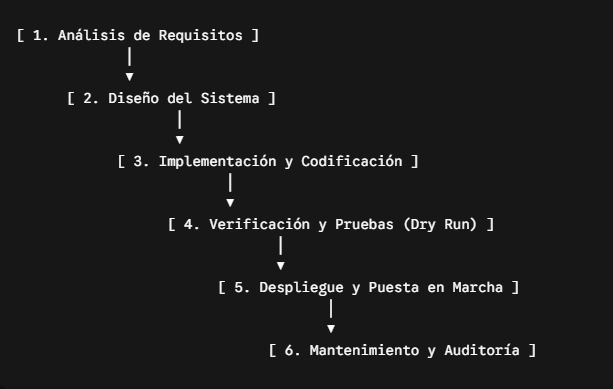 [ 1. Análisis de Requisitos ]
[ 2. Diseño del Sistema ]
[ 3. Implementación y Codificación ]
[ 4. Verificación y Pruebas (Dry Run) ]
[ 5. Despliegue y Puesta en Marcha ]
[ 6. Mantenimiento y Auditoría ]